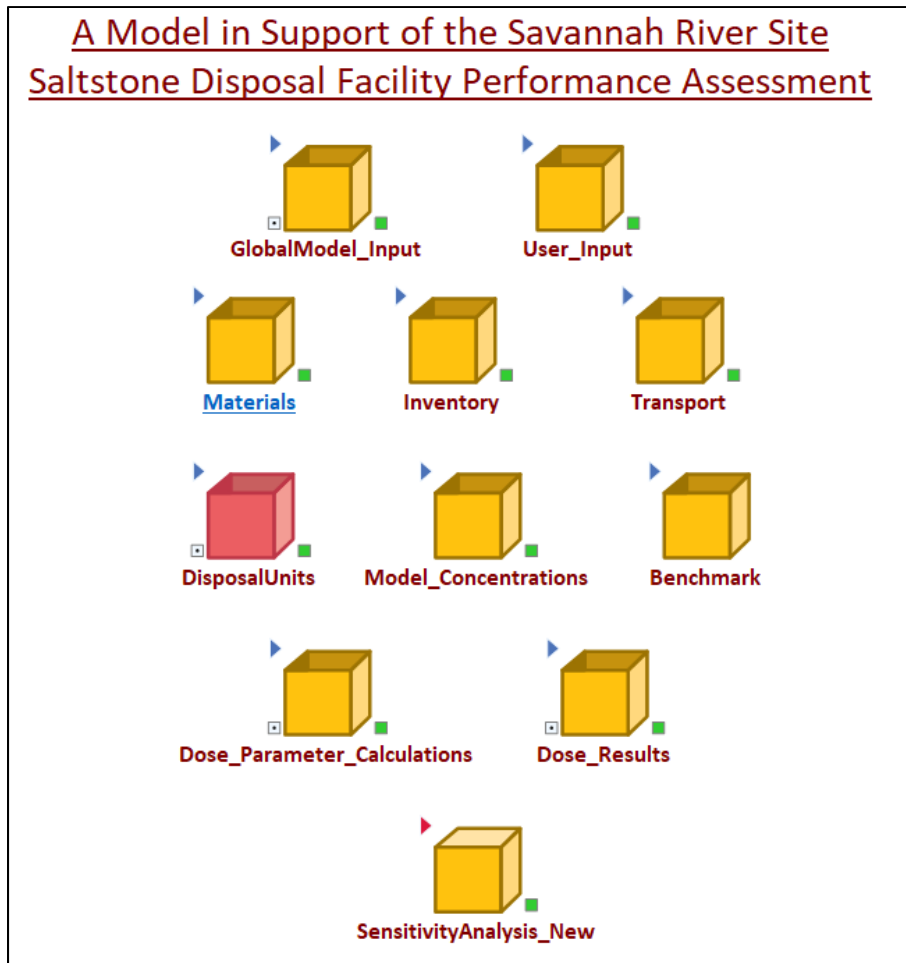 A Model in Support of the Savannah River Site
Saltstone Disposal Facility Performance Assessment
GlobalModel_Input
User_Input
Materials
Inventory
Transport
DisposalUnits
Model_Concentrations
Benchmark
Dose_Parameter_Calculations
Dose_Results
SensitivityAnalysis_New